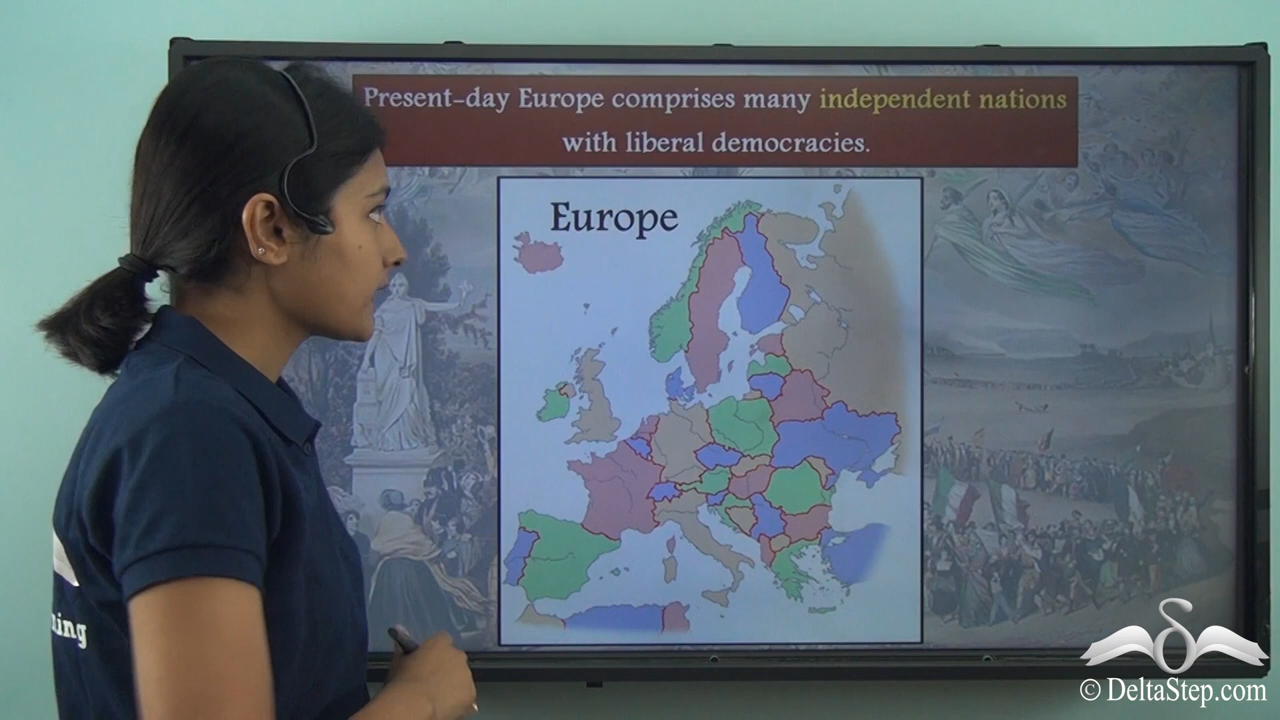 Present-day Europe comprises many independent nations
with liberal democracies.
Europe
© DeltaStep.com